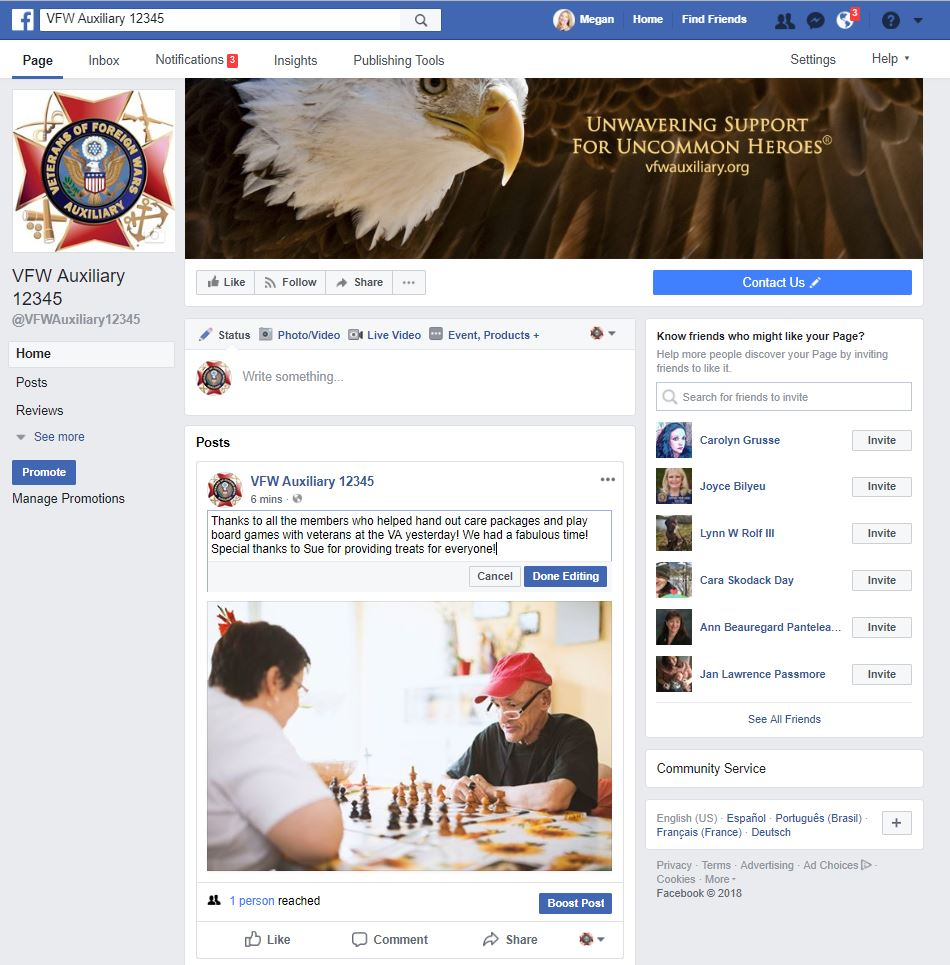 VFW Auxiliary 12345
Megan Home Find Friends
3
Page Inbox Notifications 3 Insights Publishing Tools Settings Help
VETERANS OF FOREIGN WARS
AUXILIARY
UNWAVERING SUPPORT
FOR UNCOMMON HEROES®
vfwauxiliary.org
VFW Auxiliary
12345
@VFWAuxiliary12345
Home
Posts
Reviews
See more
Promote
Manage Promotions
Like Follow Share ...
Contact Us
Status Photo/Video Live Video Event, Products +
Write something...
Posts
VFW Auxiliary 12345
6 mins ·
Thanks to all the members who helped hand out care packages and play
board games with veterans at the VA yesterday! We had a fabulous time!
Special thanks to Sue for providing treats for everyone!
Cancel Done Editing
1 person reached
Boost Post
Like Comment Share
Know friends who might like your Page?
Help more people discover your Page by inviting
friends to like it.
Search for friends to invite
Carolyn Grusse Invite
Joyce Bilyeu Invite
Lynn W Rolf III Invite
Cara Skodack Day Invite
Ann Beauregard Pantelea... Invite
Jan Lawrence Passmore Invite
See All Friends
Community Service
English (US) · Español · Português (Brasil) ·
Français (France) · Deutsch
+
Privacy · Terms · Advertising · Ad Choices ·
Cookies · More
Facebook © 2018